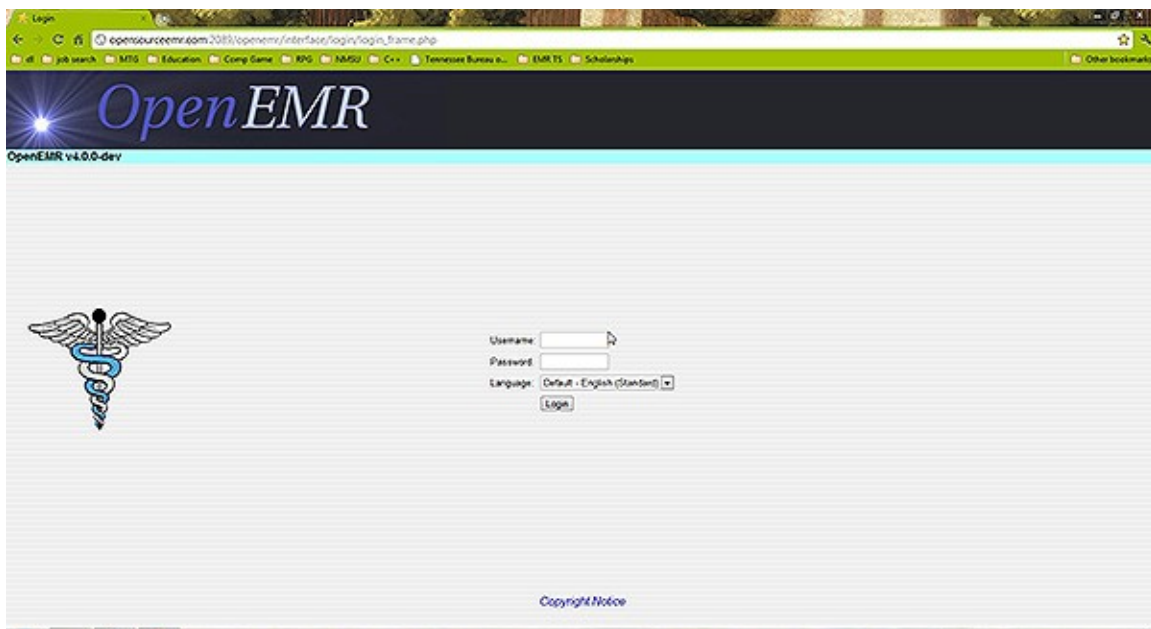 Login
opensourceemr.com:2089/openemr/interface/login/login_frame.php
dl job search MTG Education Comp Game RPG NMSU C++ Tennessee Bureau o... EMR TS Scholarships Other bookmarks
OpenEMR
OpenEMR v4.0.0-dev
Username:
Password:
Language: Default - English (Standard)
Login
Copyright Notice